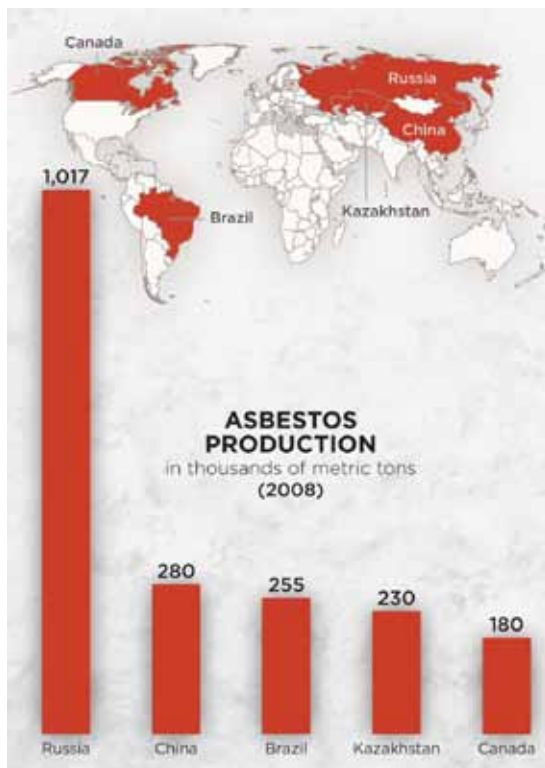 Canada
Russia
China
1,017
Brazil
Kazakhstan
ASBESTOS
PRODUCTION
in thousands of metric tons
(2008)
280
255
230
180
Russia
China
Brazil
Kazakhstan
Canada